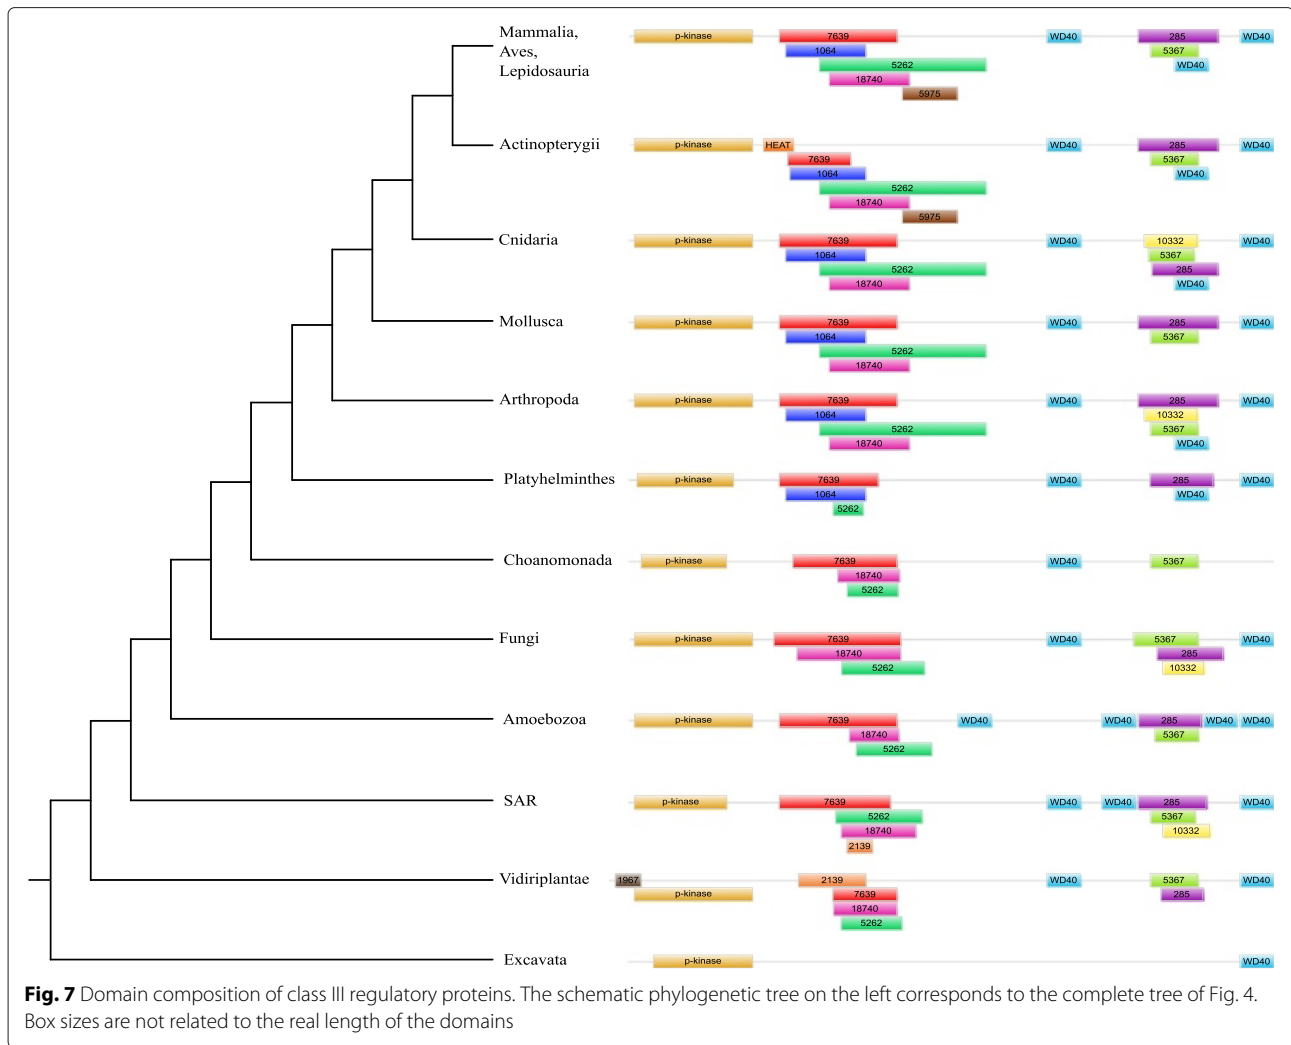 Mammalia,
Aves,
Lepidosauria
p-kinase 7639 WD40 285 WD40
1064 5367
5262 WD40
18740
5975
Actinopterygii p-kinase HEAT WD40 285 WD40
7639 5367
1064 WD40
5262
18740
5975
Cnidaria p-kinase 7639 WD40 10332 WD40
1064 5367
5262 285
18740 WD40
Mollusca p-kinase 7639 WD40 285 WD40
1064 5367
5262
18740
Arthropoda p-kinase 7639 WD40 285 WD40
1064 10332
5262 5367
18740 WD40
Platyhelminthes p-kinase 7639 WD40 285 WD40
1064 WD40
5262
Choanomonada p-kinase 7639 WD40 5367
18740
5262
Fungi p-kinase 7639 WD40 5367 WD40
18740 285
5262 10332
Amoebozoa p-kinase 7639 WD40 WD40 285 WD40 WD40
18740 5367
5262
SAR p-kinase 7639 WD40 WD40 285 WD40
5262 5367
18740 10332
2139
Vidiriplantae 1967 2139 WD40 5367 WD40
p-kinase 7639 285
18740
5262
Excavata p-kinase WD40
Fig. 7 Domain composition of class III regulatory proteins. The schematic phylogenetic tree on the left corresponds to the complete tree of Fig. 4.
Box sizes are not related to the real length of the domains